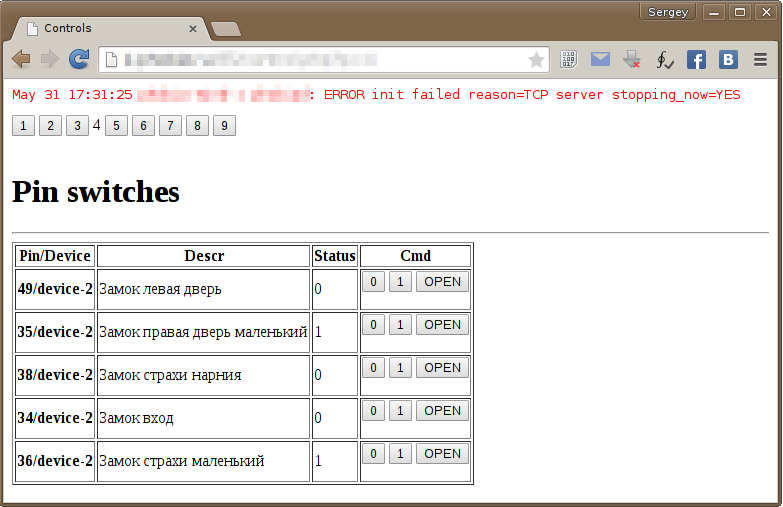 Sergey
Controls
May 31 17:31:25 : ERROR init failed reason=TCP server stopping_now=YES
1 2 3 4 5 6 7 8 9
Pin switches
Pin/Device Descr Status Cmd
49/device-2 Замок левая дверь 0 0 1 OPEN
35/device-2 Замок правая дверь маленький 1 0 1 OPEN
38/device-2 Замок страхи нарния 0 0 1 OPEN
34/device-2 Замок вход 0 0 1 OPEN
36/device-2 Замок страхи маленький 1 0 1 OPEN